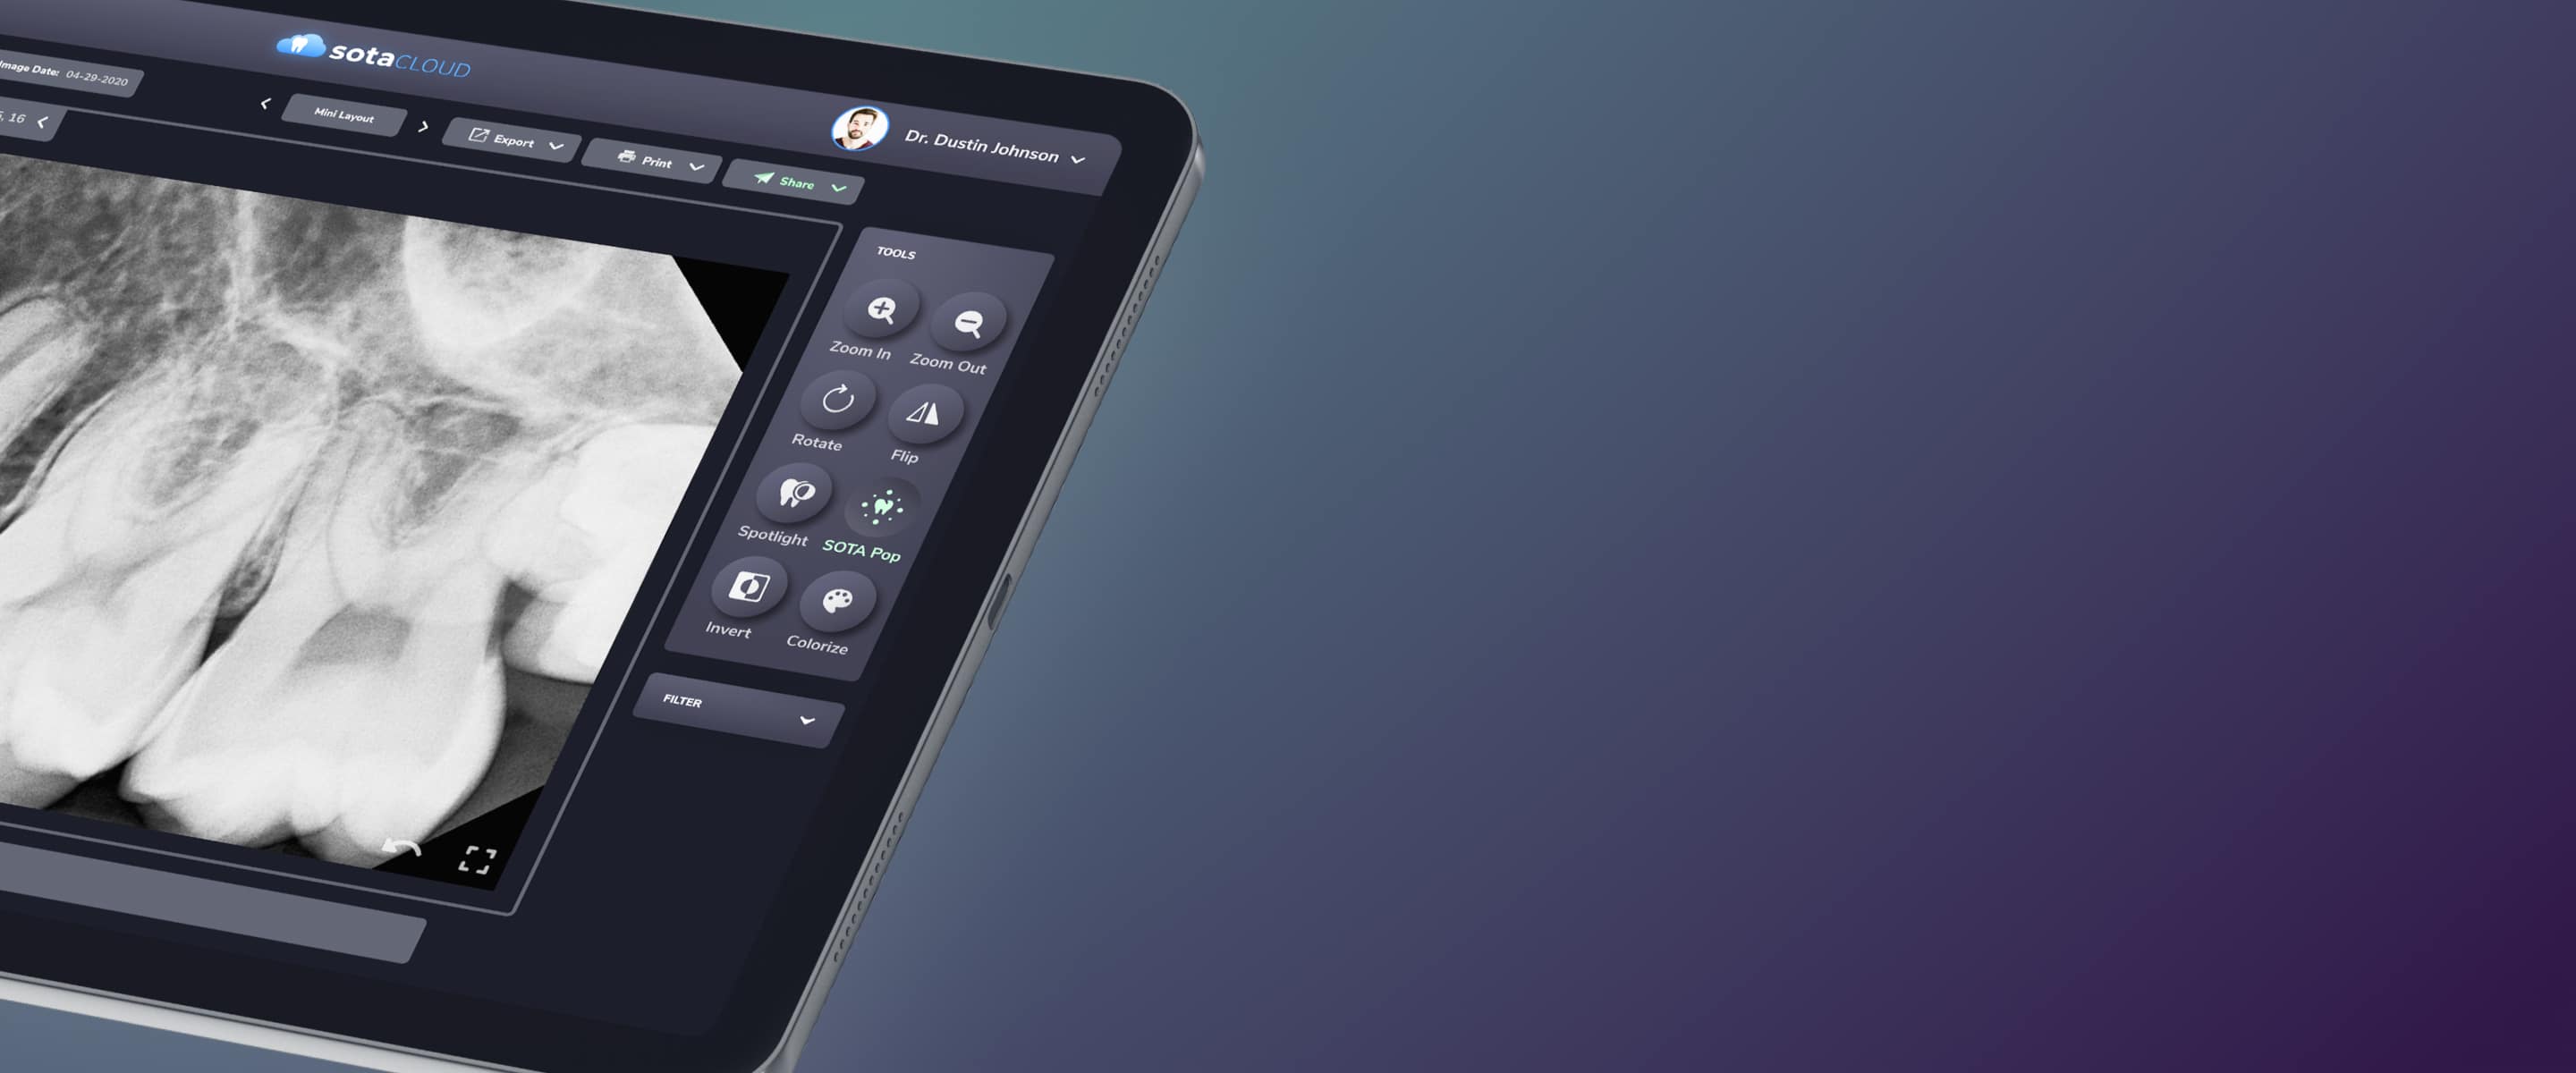 sotaCLOUD
Image Date: 04-29-2020
, 16
Mini Layout
Export
Print
Share
Dr. Dustin Johnson
TOOLS
Zoom In
Zoom Out
Rotate
Flip
Spotlight
SOTA Pop
Invert
Colorize
FILTER